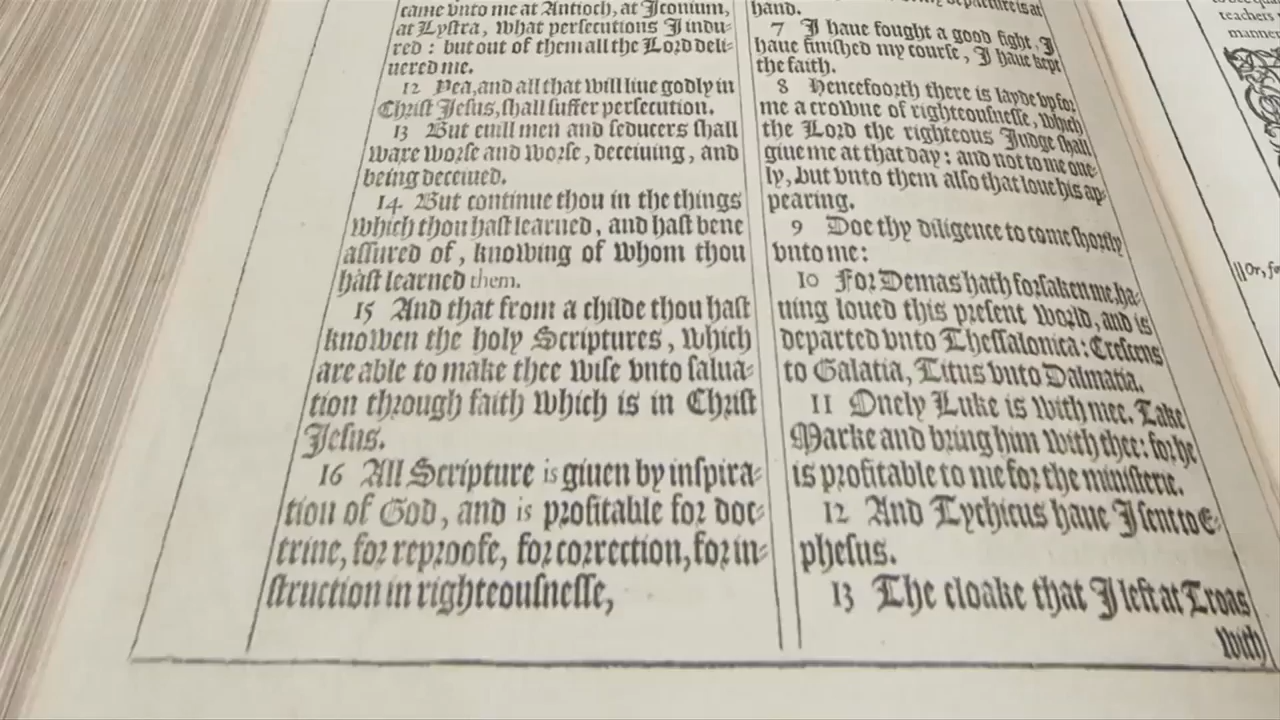 came vnto me at Antioch, at Iconium,
at Lystra, what persecutions I indu-
red: but out of them all the Lord deli-
uered me.
12 Yea, and all that will liue godly in
Christ Jesus, shall suffer persecution.
13 But euill men and seducers shall
waxe worse and worse, deceiuing, and
being deceiued.
14 But continue thou in the things
which thou hast learned, and hast bene
assured of, knowing of whom thou
hast learned them.
15 And that from a childe thou hast
knowen the holy Scriptures, which
are able to make thee wise vnto salua-
tion through faith which is in Christ
Jesus.
16 All Scripture is giuen by inspira-
tion of God, and is profitable for doc-
trine, for reproofe, for correction, for in-
struction in righteousnesse,
departure is at
hand.
7 I haue fought a good fight, I
haue finished my course, I haue kept
the faith.
8 Hencefoorth there is layde vp for
me a crowne of righteousnesse, which
the Lord the righteous Judge shall
giue me at that day: and not to me one-
ly, but vnto them also that loue his ap-
pearing.
9 Doe thy diligence to come shortly
vnto me:
10 For Demas hath forsaken me, ha-
uing loued this present world, and is
departed vnto Thessalonica: Crescens
to Galatia, Titus vnto Dalmatia.
11 Onely Luke is with mee. Take
Marke and bring him with thee: for he
is profitable to me for the ministerie.
12 And Tychicus haue I sent to E-
phesus.
13 The cloake that I left at Troas
with
teachers
manner
||Or, fo